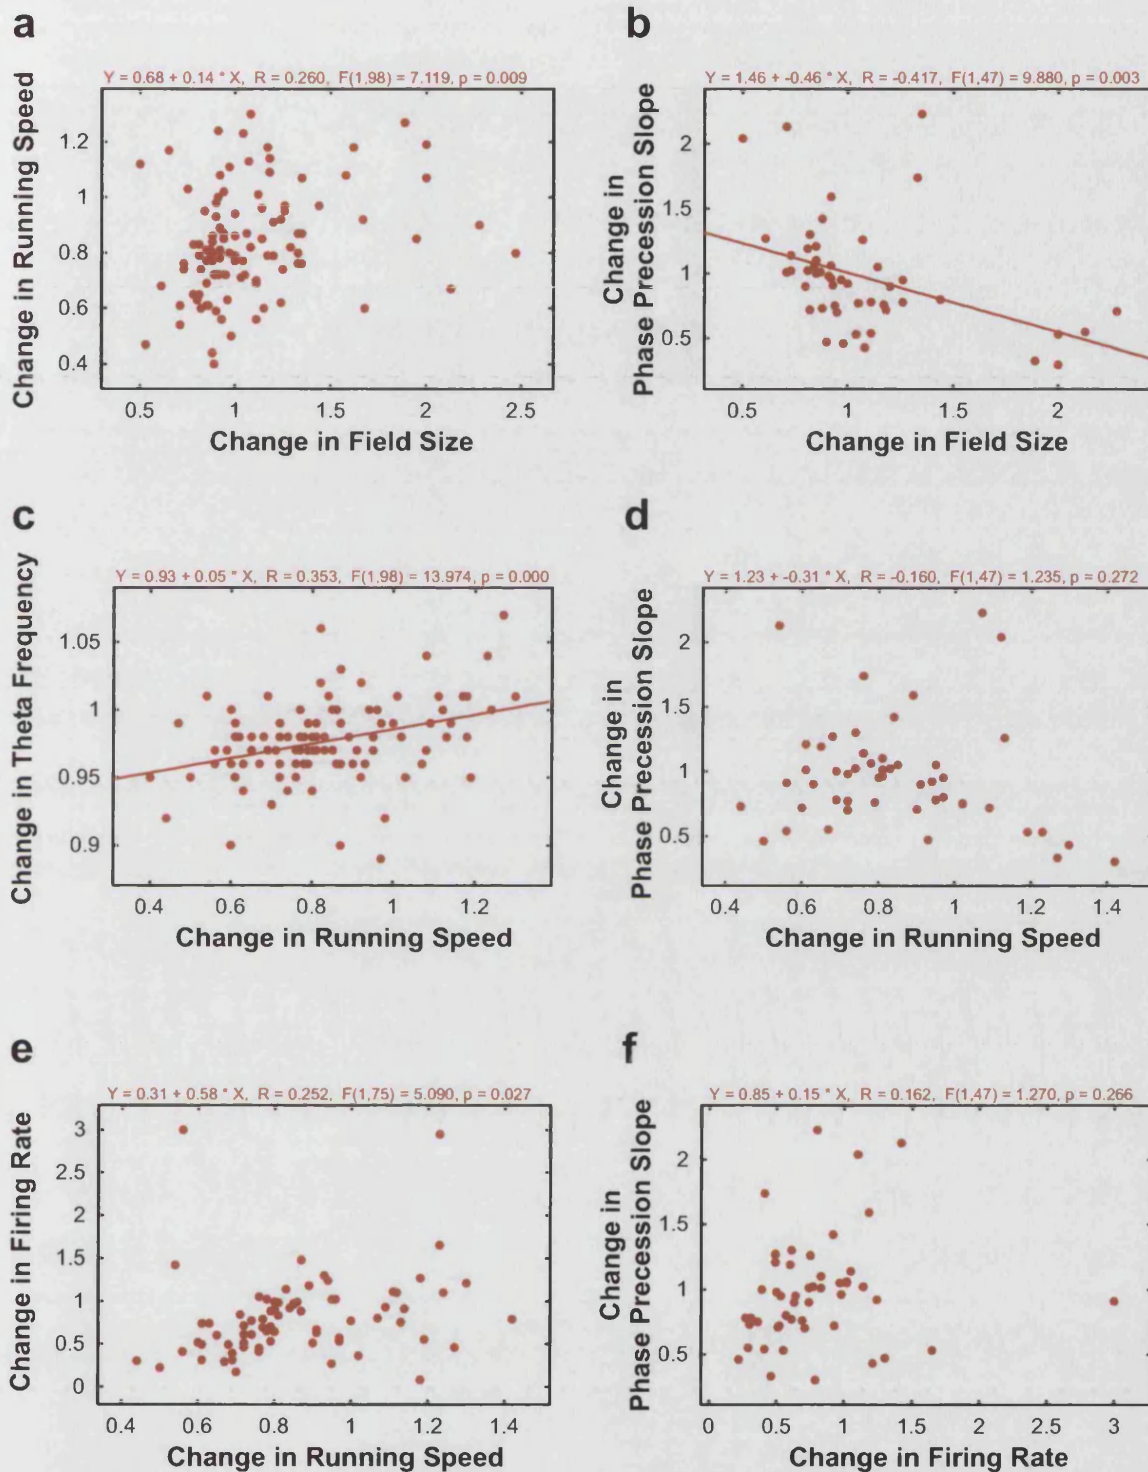 a
Y = 0.68 + 0.14 * X, R = 0.260, F(1,98) = 7.119, p = 0.009
Change in Running Speed
1.2
1
0.8
0.6
0.4
0.5 1 1.5 2 2.5
Change in Field Size
b
Y = 1.46 + -0.46 * X, R = -0.417, F(1,47) = 9.880, p = 0.003
Change in
Phase Precession Slope
2
1.5
1
0.5
0.5 1 1.5 2
Change in Field Size
c
Y = 0.93 + 0.05 * X, R = 0.353, F(1,98) = 13.974, p = 0.000
Change in Theta Frequency
1.05
1
0.95
0.9
0.4 0.6 0.8 1 1.2
Change in Running Speed
d
Y = 1.23 + -0.31 * X, R = -0.160, F(1,47) = 1.235, p = 0.272
Change in
Phase Precession Slope
2
1.5
1
0.5
0.4 0.6 0.8 1 1.2 1.4
Change in Running Speed
e
Y = 0.31 + 0.58 * X, R = 0.252, F(1,75) = 5.090, p = 0.027
Change in Firing Rate
3
2.5
2
1.5
1
0.5
0
0.4 0.6 0.8 1 1.2 1.4
Change in Running Speed
f
Y = 0.85 + 0.15 * X, R = 0.162, F(1,47) = 1.270, p = 0.266
Change in
Phase Precession Slope
2
1.5
1
0.5
0 0.5 1 1.5 2 2.5 3
Change in Firing Rate